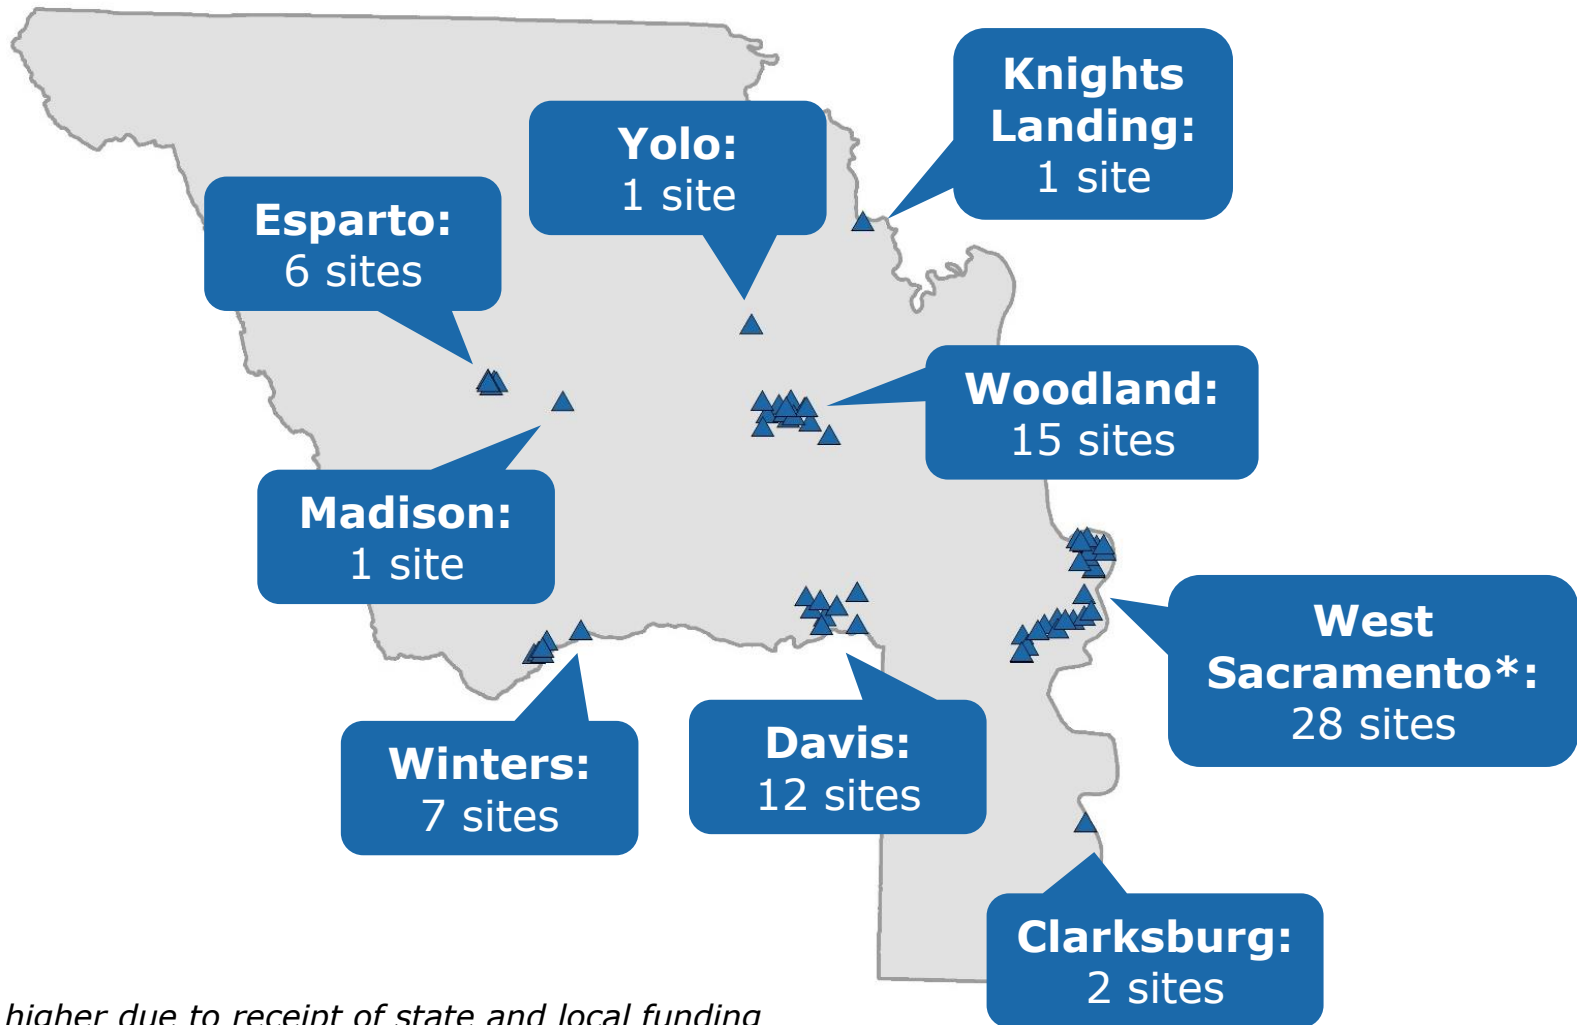 Knights
Landing:
1 site
Yolo:
1 site
Esparto:
6 sites
Woodland:
15 sites
Madison:
1 site
West
Sacramento*:
28 sites
Winters:
7 sites
Davis:
12 sites
Clarksburg:
2 sites
higher due to receipt of state and local funding